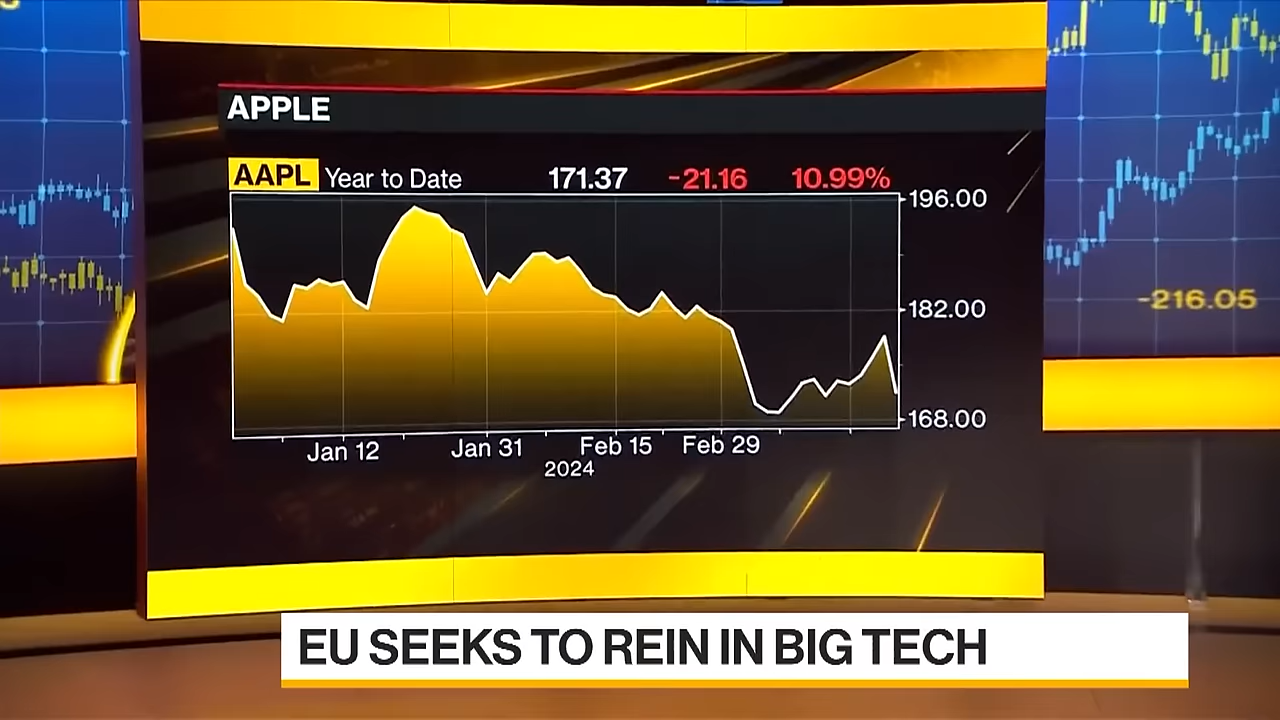 APPLE
AAPL Year to Date 171.37 -21.16 10.99%
196.00
182.00
168.00
Jan 12 Jan 31 Feb 15 Feb 29
2024
-216.05
EU SEEKS TO REIN IN BIG TECH